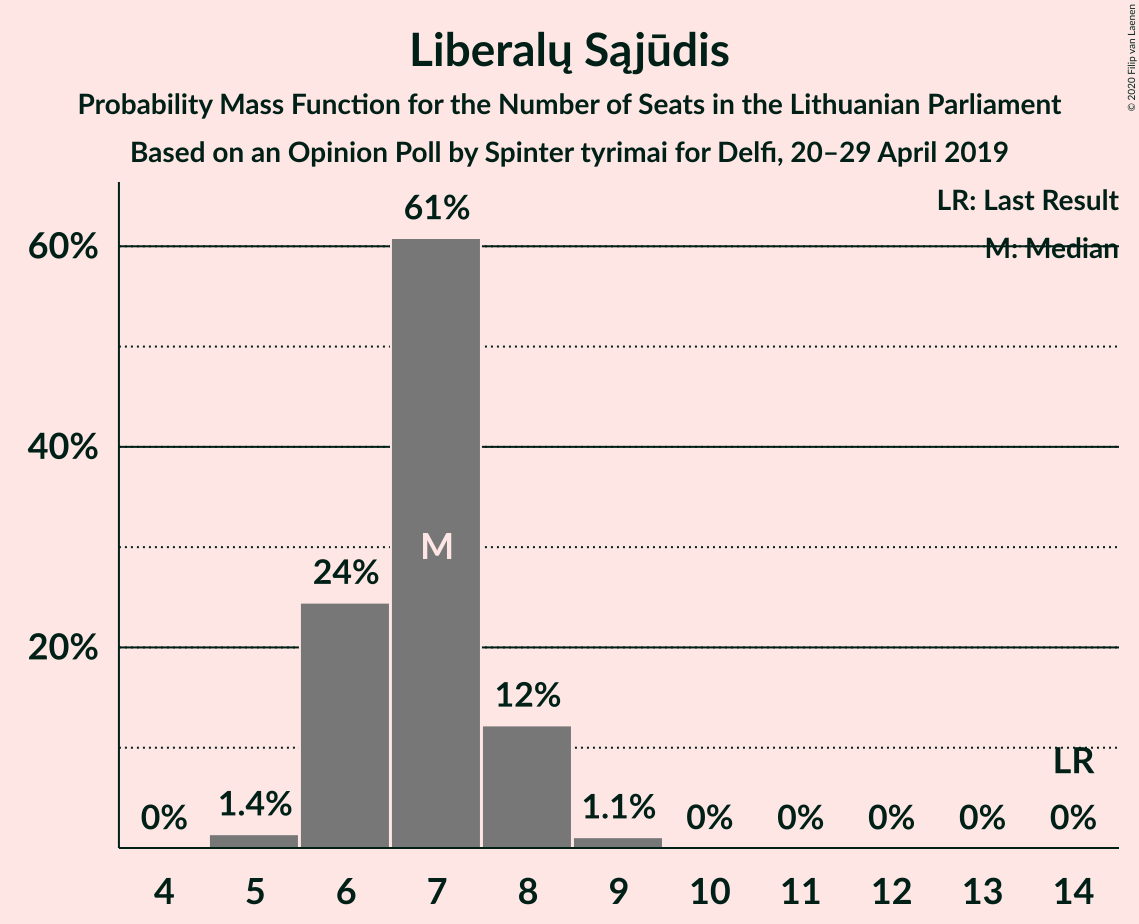 Liberalų Sąjūdis
Probability Mass Function for the Number of Seats in the Lithuanian Parliament
Based on an Opinion Poll by Spinter tyrimai for Delfi, 20–29 April 2019
© 2020 Filip van Laenen
LR: Last Result
M: Median
60%
40%
20%
0%
1.4%
24%
61%
M
12%
1.1%
0%
0%
0%
0%
LR
0%
4 5 6 7 8 9 10 11 12 13 14